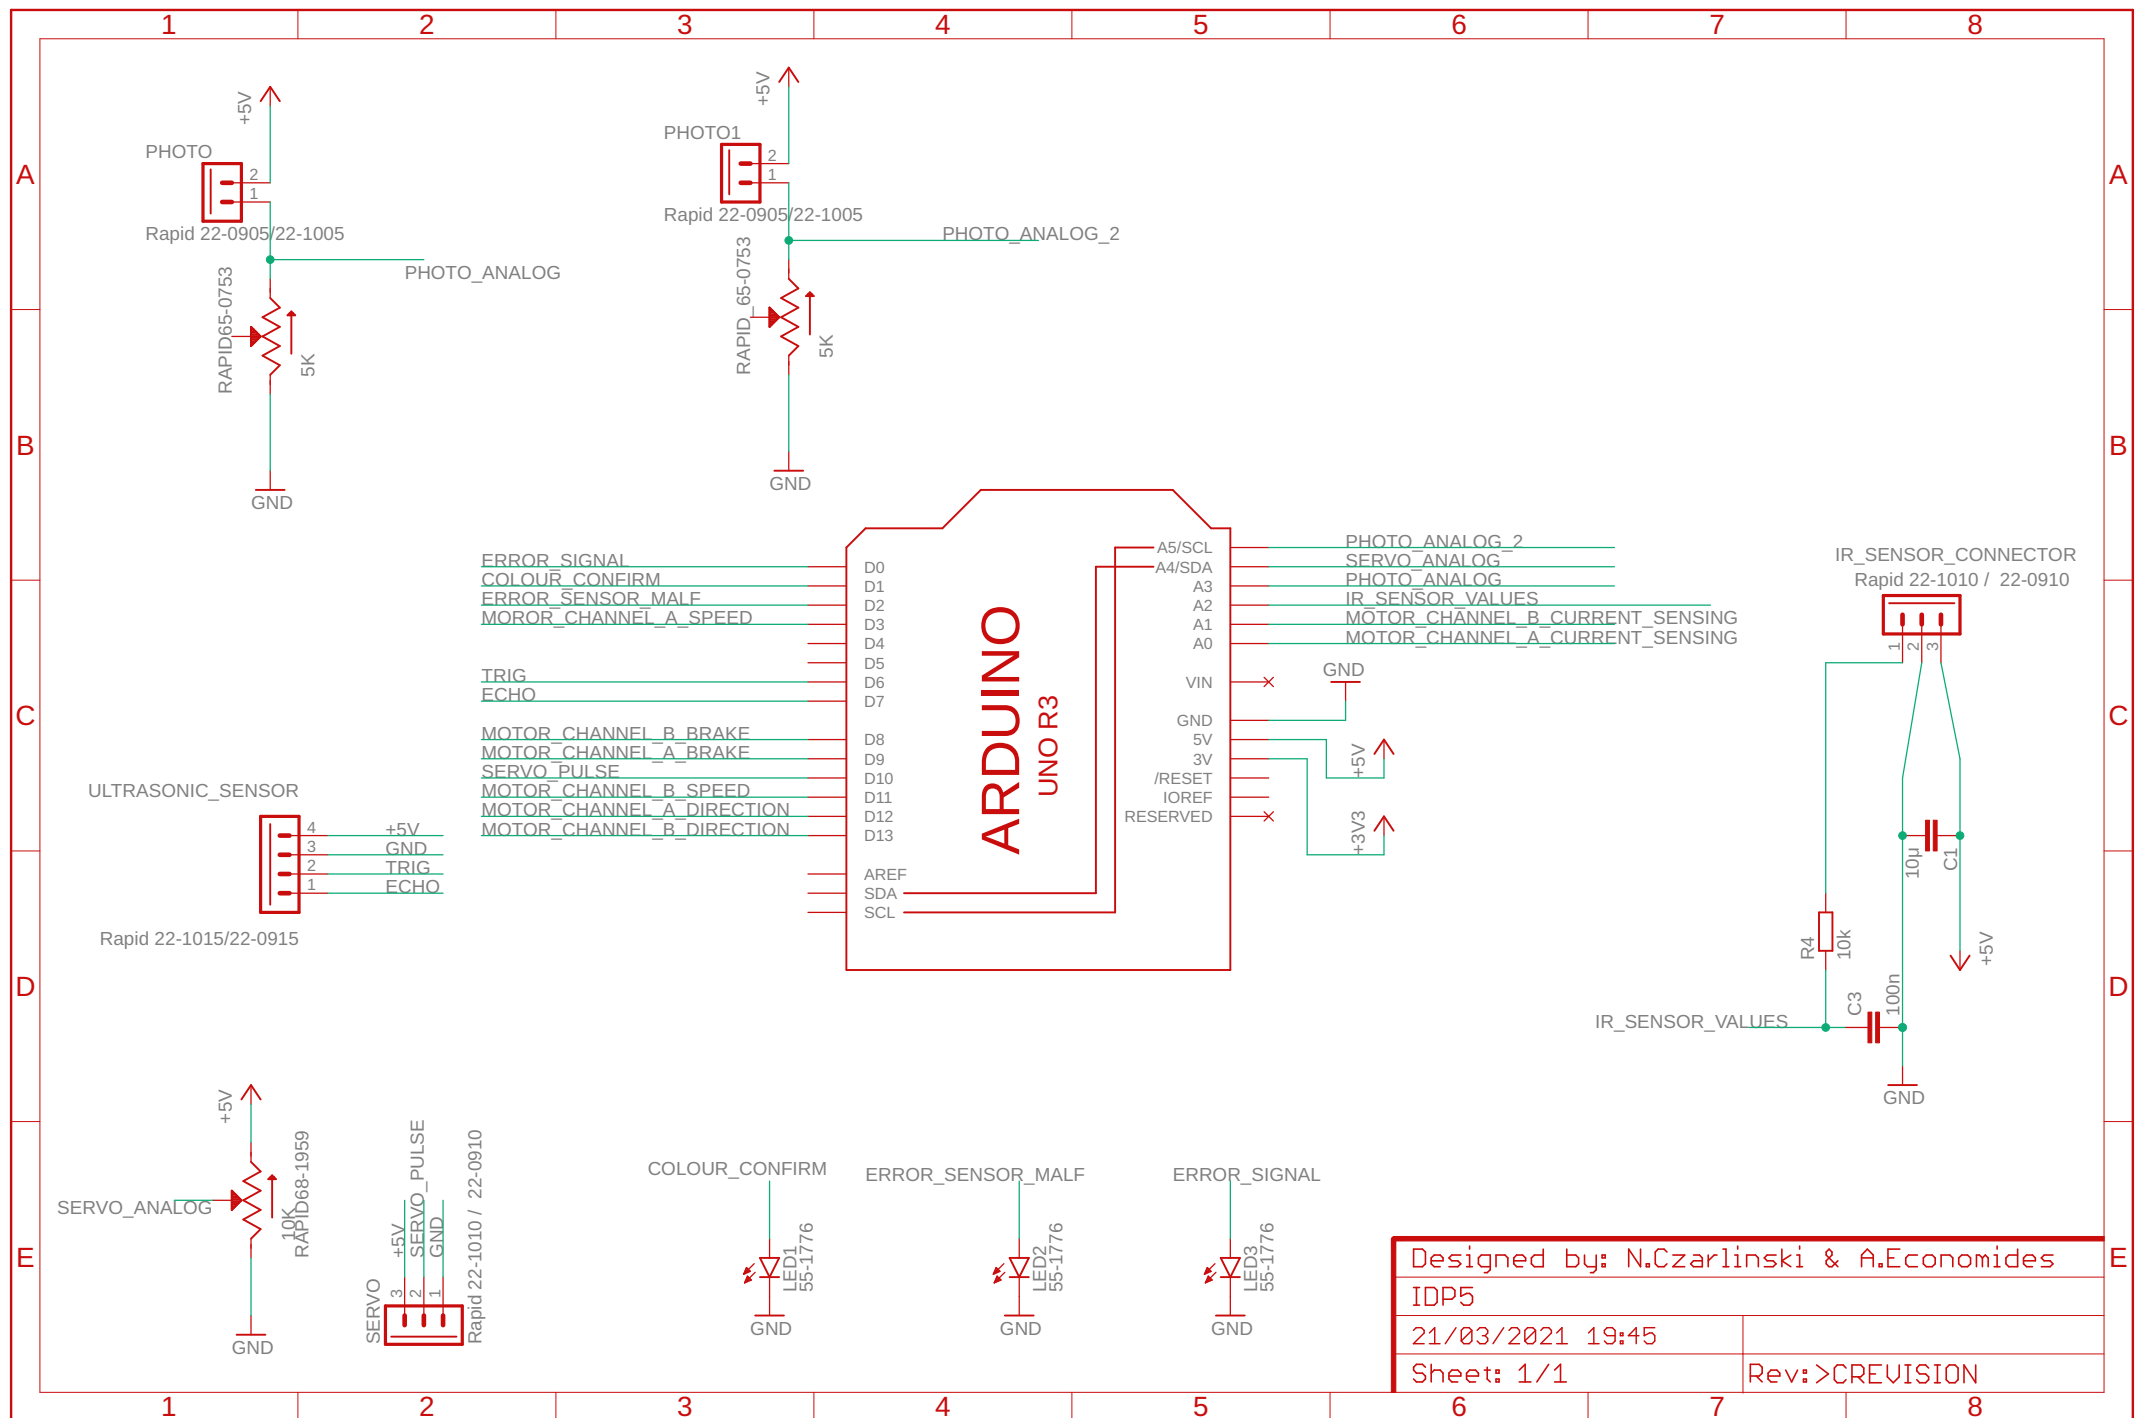 1 2 3 4 5 6 7 8
A A
B B
C C
D D
E E
+5V
PHOTO
2
1
Rapid 22-0905/22-1005
PHOTO_ANALOG
RAPID65-0753
5K
GND
+5V
PHOTO1
2
1
Rapid 22-0905/22-1005
PHOTO_ANALOG_2
RAPID_65-0753
5K
GND
ERROR_SIGNAL
COLOUR_CONFIRM
ERROR_SENSOR_MALF
MOROR_CHANNEL_A_SPEED
TRIG
ECHO
MOTOR_CHANNEL_B_BRAKE
MOTOR_CHANNEL_A_BRAKE
SERVO_PULSE
MOTOR_CHANNEL_B_SPEED
MOTOR_CHANNEL_A_DIRECTION
MOTOR_CHANNEL_B_DIRECTION
D0
D1
D2
D3
D4
D5
D6
D7
D8
D9
D10
D11
D12
D13
AREF
SDA
SCL
ARDUINO
UNO R3
A5/SCL
A4/SDA
A3
A2
A1
A0
VIN
GND
5V
3V
/RESET
IOREF
RESERVED
PHOTO_ANALOG_2
SERVO_ANALOG
PHOTO_ANALOG
IR_SENSOR_VALUES
MOTOR_CHANNEL_B_CURRENT_SENSING
MOTOR_CHANNEL_A_CURRENT_SENSING
GND
+5V
+3V3
IR_SENSOR_CONNECTOR
Rapid 22-1010 / 22-0910
1
2
3
10µ
C1
R4
10k
+5V
C3
100n
IR_SENSOR_VALUES
GND
ULTRASONIC_SENSOR
4 +5V
3 GND
2 TRIG
1 ECHO
Rapid 22-1015/22-0915
+5V
SERVO_ANALOG
10K
RAPID68-1959
GND
+5V
SERVO_PULSE
GND
3
2
1
SERVO
Rapid 22-1010 / 22-0910
COLOUR_CONFIRM
LED1
55-1776
GND
ERROR_SENSOR_MALF
LED2
55-1776
GND
ERROR_SIGNAL
LED3
55-1776
GND
Designed by: N.Czarlinski & A.Economides
IDP5
21/03/2021 19:45
Sheet: 1/1
Rev:>CREVISION
1 2 3 4 5 6 7 8